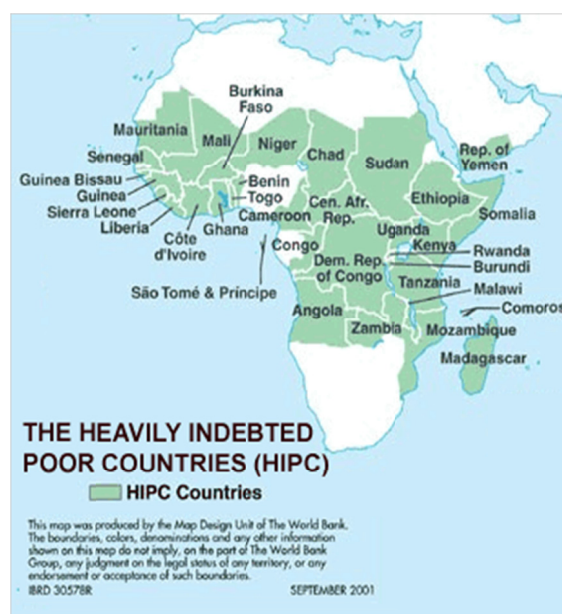 Burkina
Faso
Mauritania
Mali
Niger
Chad
Sudan
Rep. of
Yemen
Senegal
Guinea Bissau
Guinea
Sierra Leone
Liberia
Côte
d'Ivoire
Ghana
Benin
Togo
Cameroon
Cen. Afr.
Rep.
Ethiopia
Somalia
Uganda
Kenya
Congo
Dem. Rep.
of Congo
Rwanda
Burundi
Tanzania
Malawi
São Tomé & Príncipe
Comoros
Angola
Zambia
Mozambique
Madagascar
THE HEAVILY INDEBTED
POOR COUNTRIES (HIPC)
HIPC Countries
This map was produced by the Map Design Unit of The World Bank.
The boundaries, colors, denominations and any other information
shown on this map do not imply, on the part of The World Bank
Group, any judgment on the legal status of any territory, or any
endorsement or acceptance of such boundaries.
IBRD 30578R
SEPTEMBER 2001